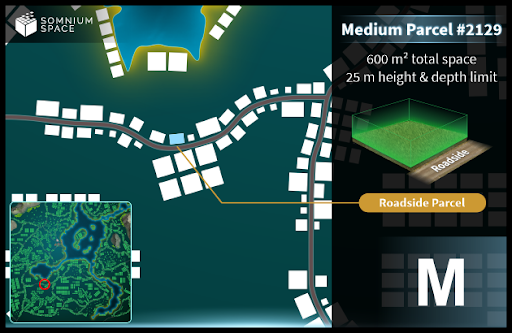 SOMNIUM
SPACE
Medium Parcel #2129
600 m² total space
25 m height & depth limit
Roadside
Roadside Parcel
M